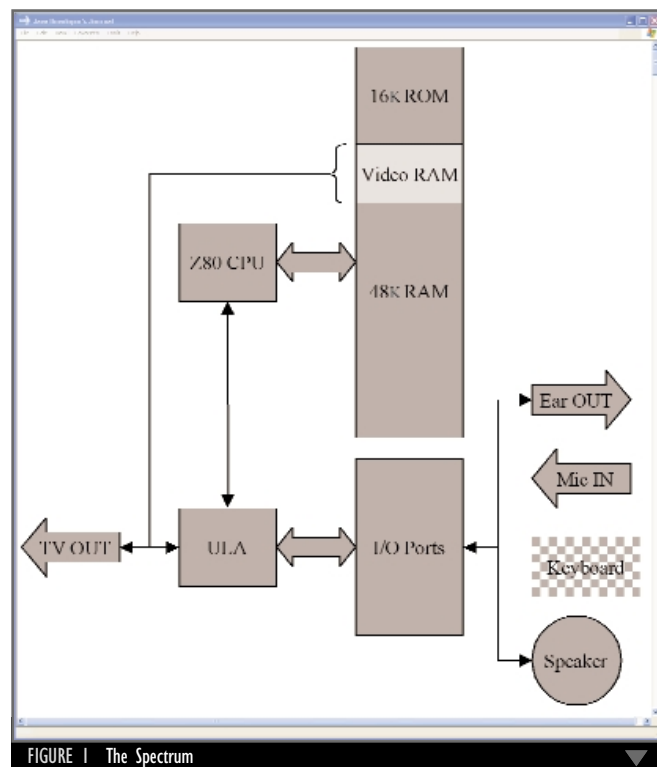 16K ROM
Video RAM
Z80 CPU
48K RAM
Ear OUT
Mic IN
TV OUT
ULA
I/O Ports
Keyboard
Speaker
FIGURE 1 The Spectrum